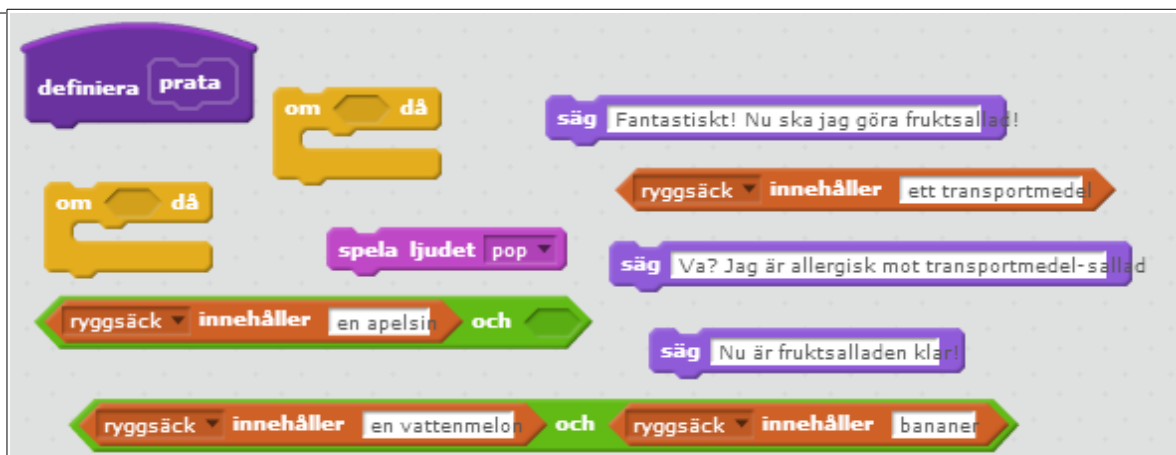 definiera prata
om då
säg Fantastiskt! Nu ska jag göra fruktsallad!
ryggsäck innehåller ett transportmedel
om då
spela ljudet pop
säg Va? Jag är allergisk mot transportmedel-sallad
ryggsäck innehåller en apelsin och
säg Nu är fruktsalladen klar!
ryggsäck innehåller en vattenmelon och ryggsäck innehåller bananer